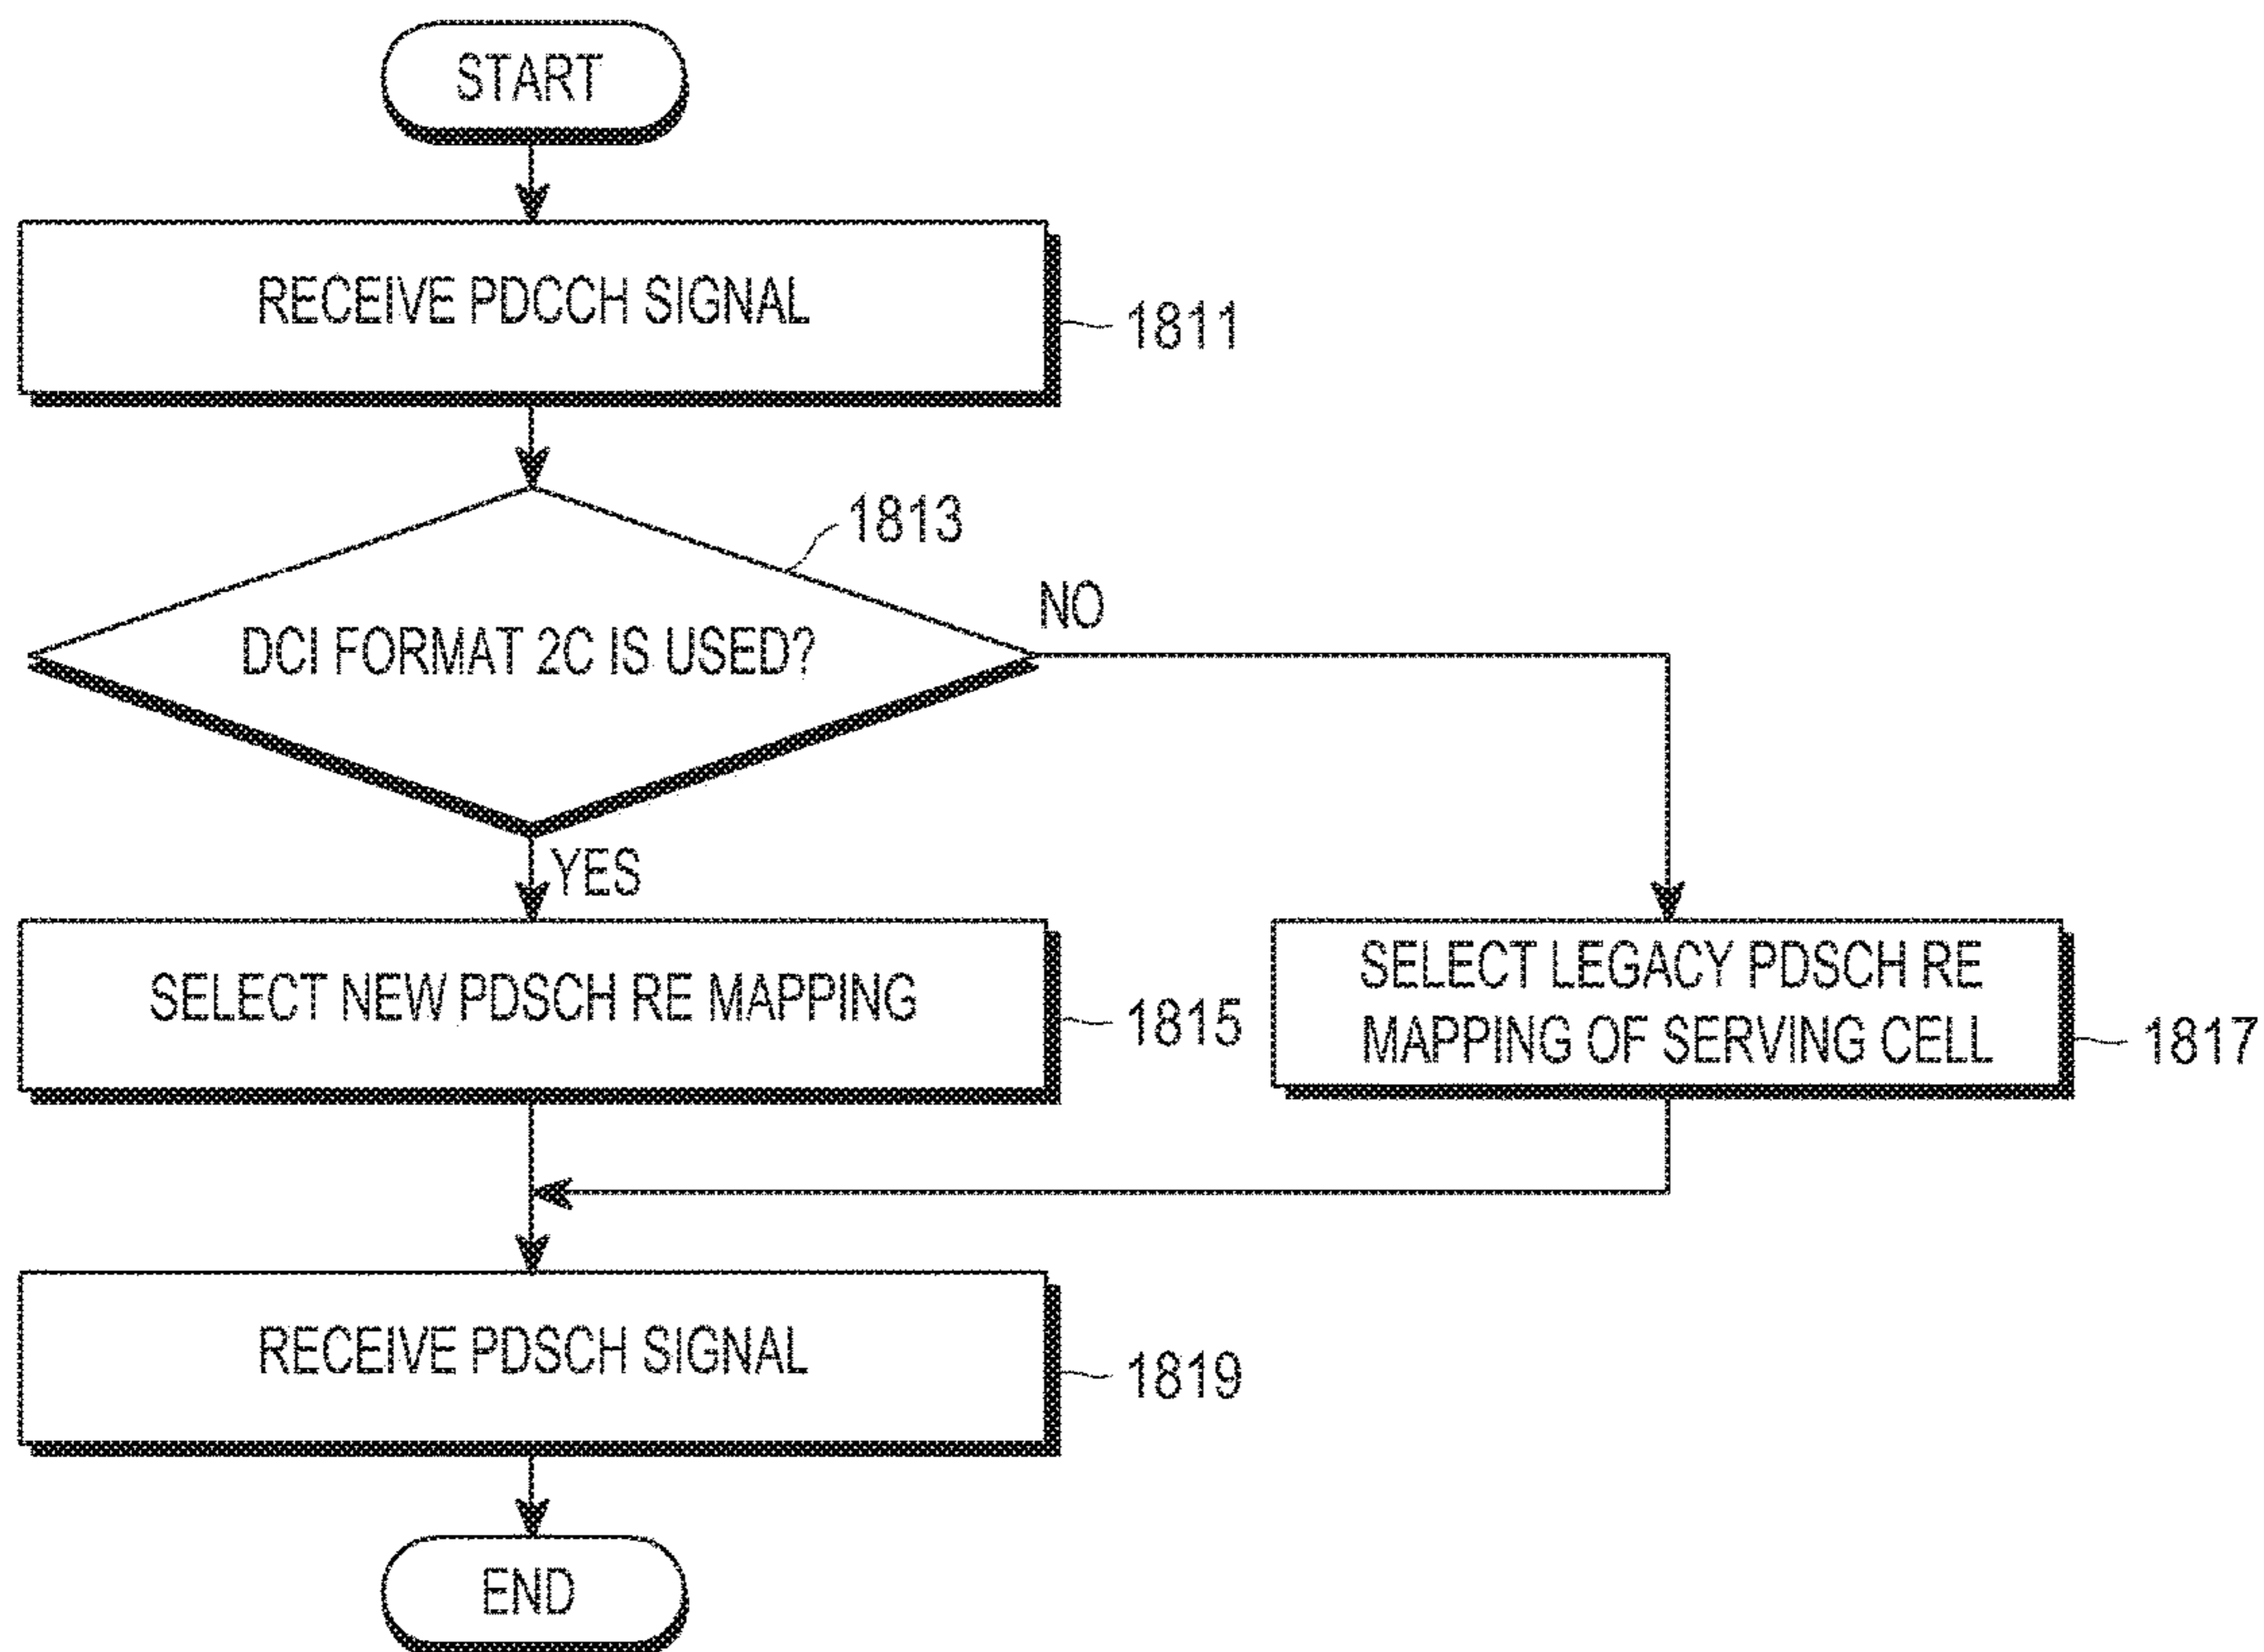 START
RECEIVE PDCCH SIGNAL
1811
1813
DCI FORMAT 2C IS USED?
NO
YES
SELECT NEW PDSCH RE MAPPING
1815
SELECT LEGACY PDSCH RE
MAPPING OF SERVING CELL
1817
RECEIVE PDSCH SIGNAL
1819
END